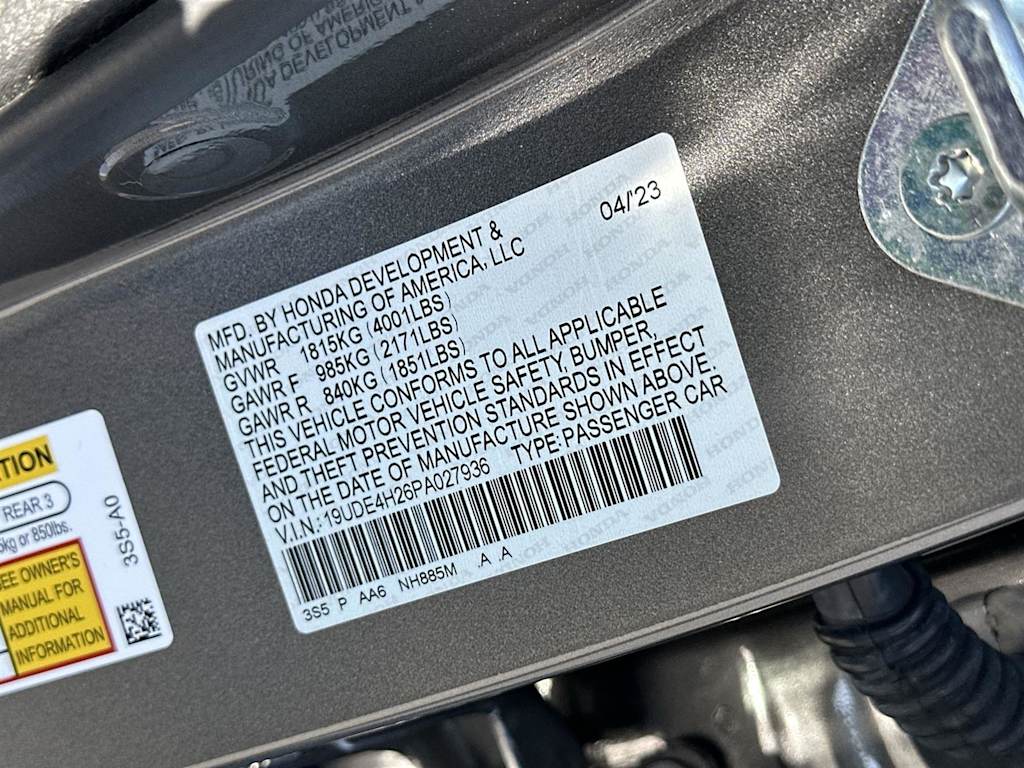 04/'23
MFD. BY HONDA DEVELOPMENT &
MANUFACTURING OF AMERICA, LLC
GVWR 1815KG (4001LBS)
GAWR F 985KG (2171LBS)
GAWR R 840KG (1851LBS)
THIS VEHICLE CONFORMS TO ALL APPLICABLE
FEDERAL MOTOR VEHICLE SAFETY, BUMPER,
AND THEFT PREVENTION STANDARDS IN EFFECT
ON THE DATE OF MANUFACTURE SHOWN ABOVE.
V.I.N.: 19UDE4H26PA027936 TYPE: PASSENGER CAR
3S5 P AA6 NH885M .A .A
REAR 3
kg or 850lbs.
OWNER'S
MANUAL FOR
ADDITIONAL
INFORMATION
3S5-A0